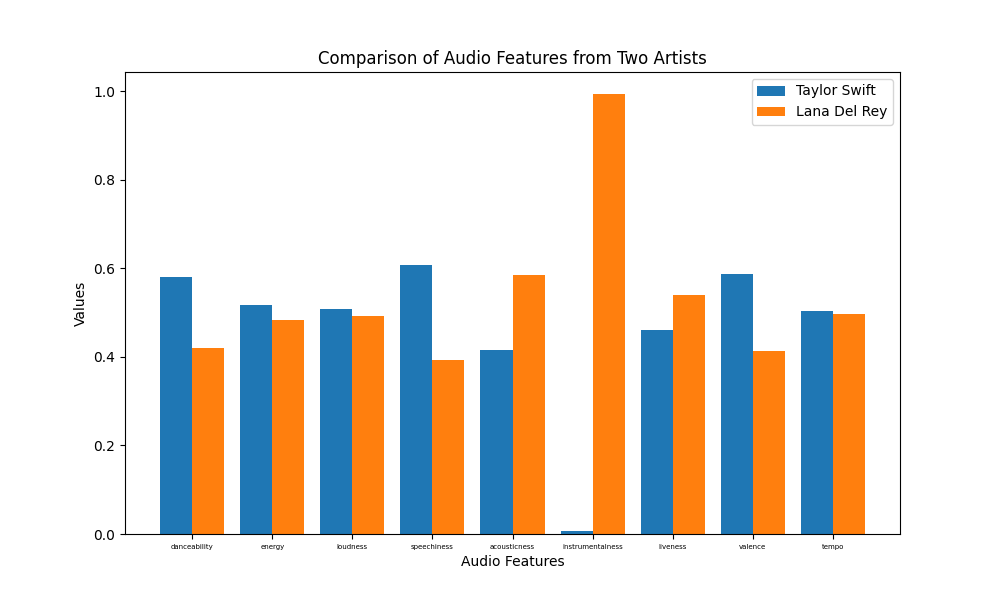 Comparison of Audio Features from Two Artists
Taylor Swift
Lana Del Rey
Values
1.0
0.8
0.6
0.4
0.2
0.0
danceability energy loudness speechiness acousticness instrumentalness liveness valence tempo
Audio Features